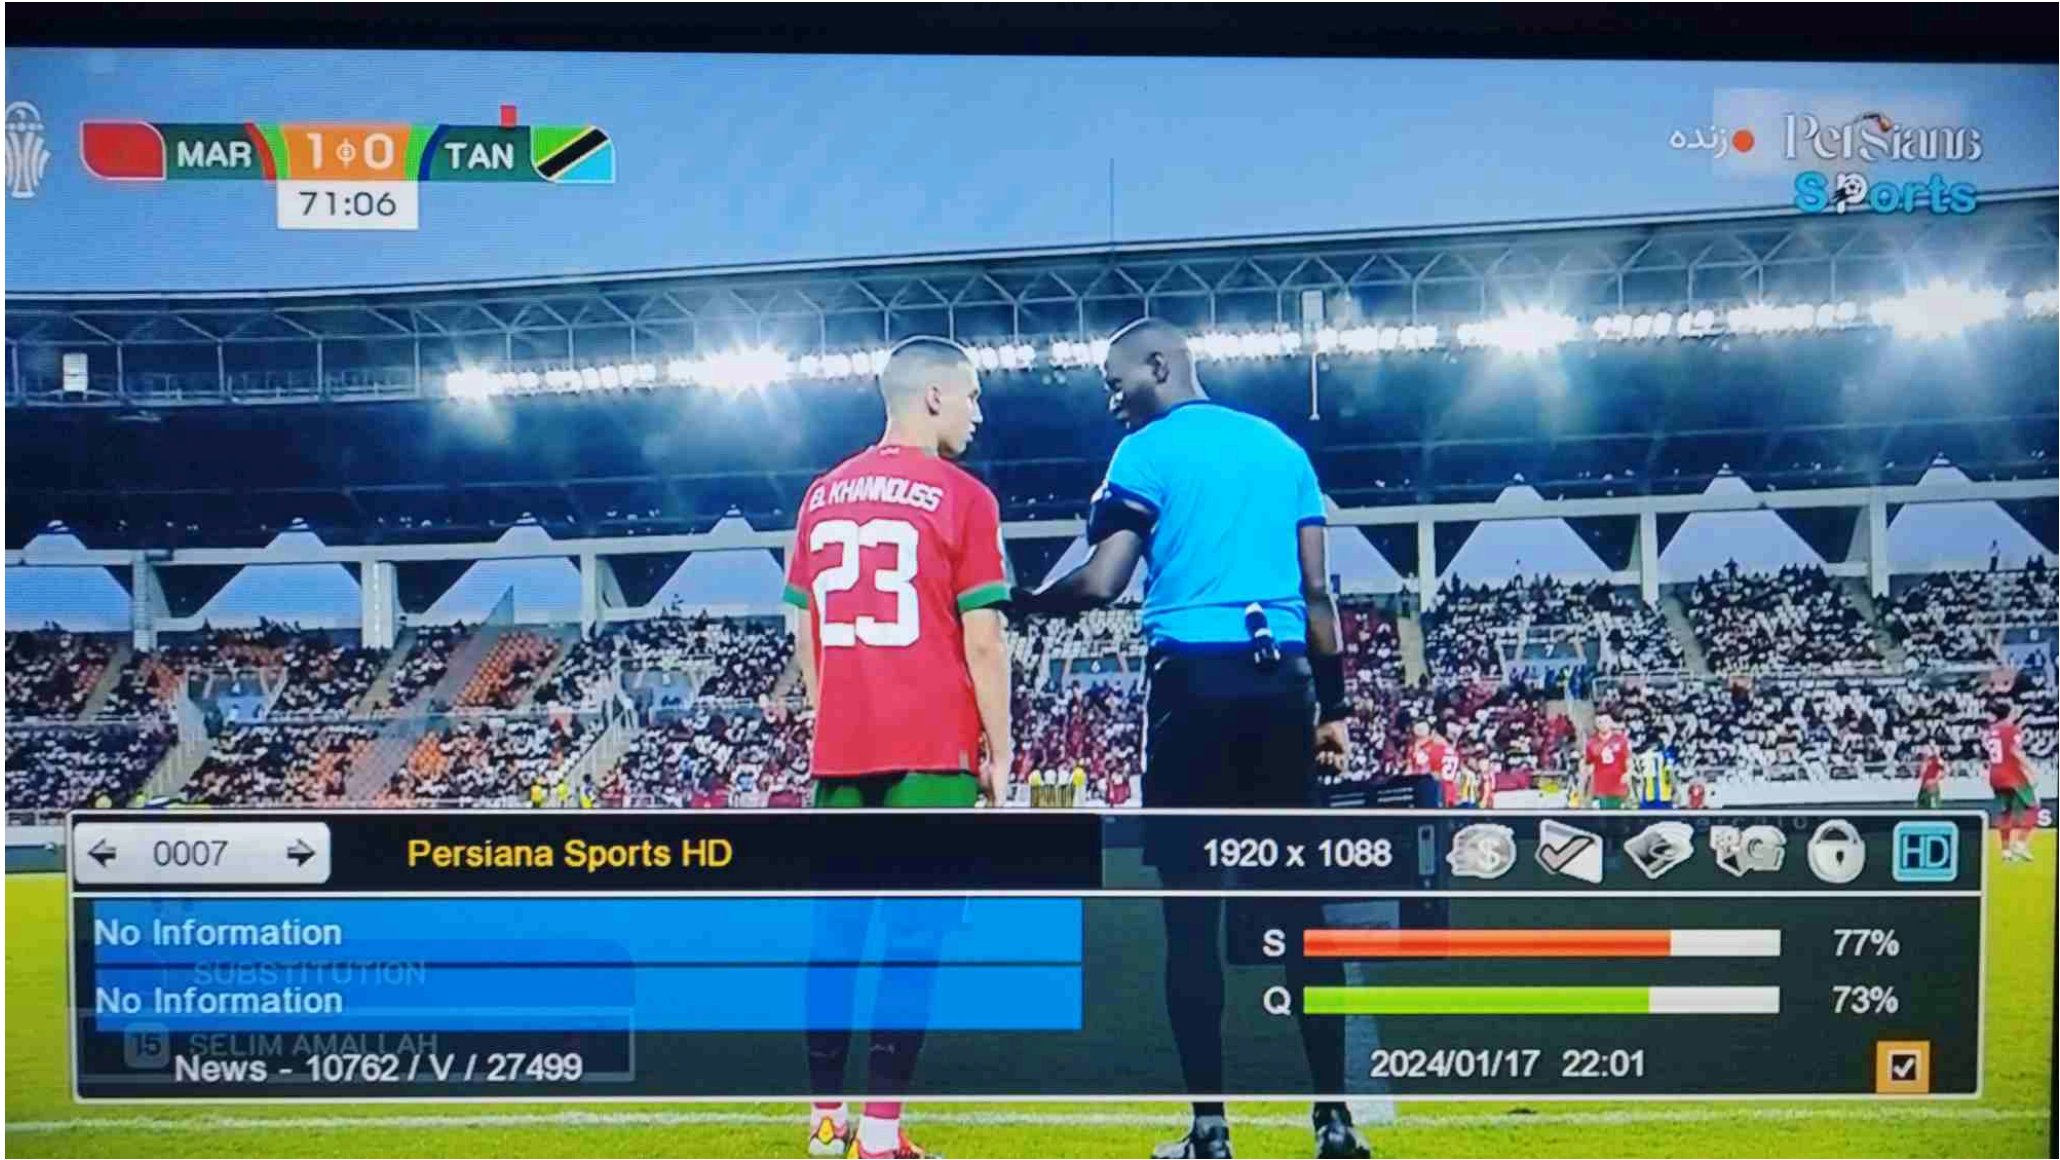 MAR 1 0 TAN
71:06
زنده
Persiana
Sports
EL KHANNOUSS
23
0007
Persiana Sports HD
1920 x 1088
HD
No Information
S 77%
SUBSTITUTION
No Information
Q 73%
15 SELIM AMALLAH
News - 10762 / V / 27499
2024/01/17 22:01